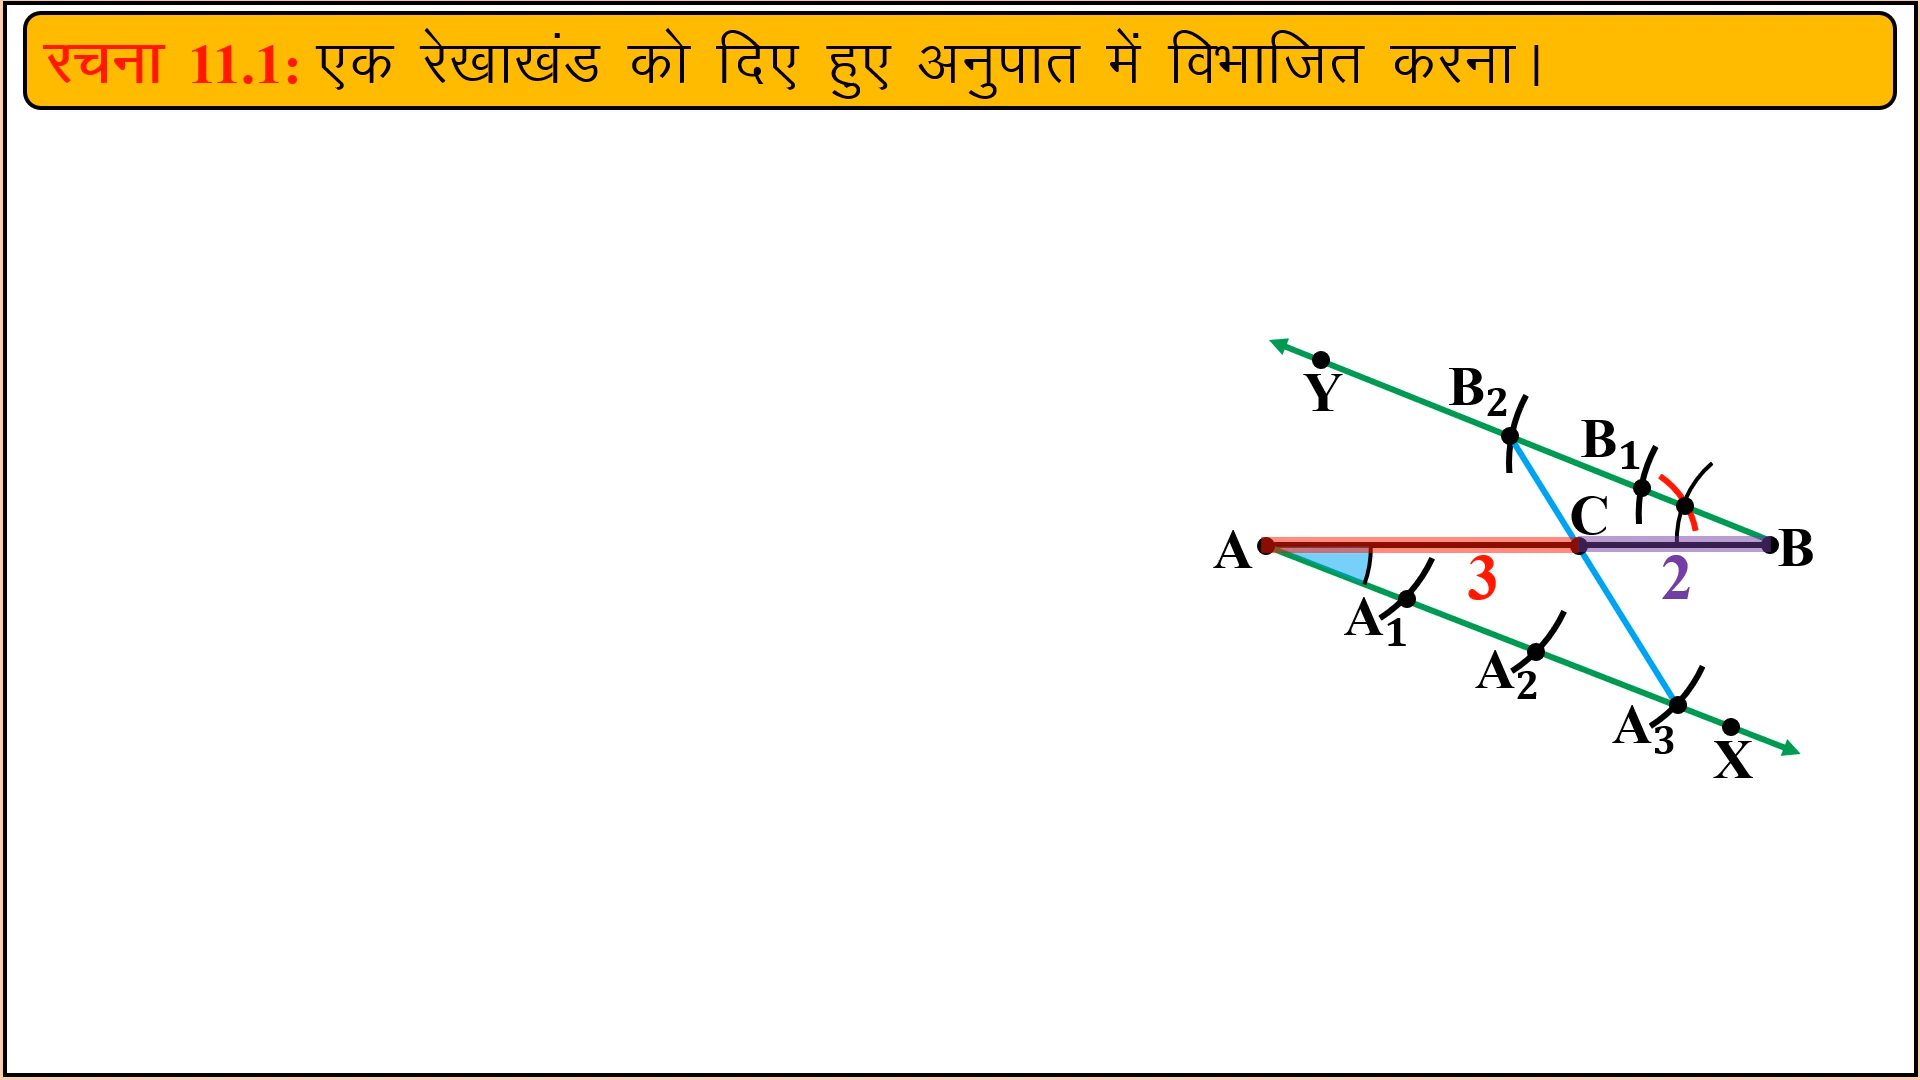 रचना 11.1: एक रेखाखंड को दिए हुए अनुपात में विभाजित करना।
Y
B₂
B₁
C
A
B
3
2
A₁
A₂
A₃
X